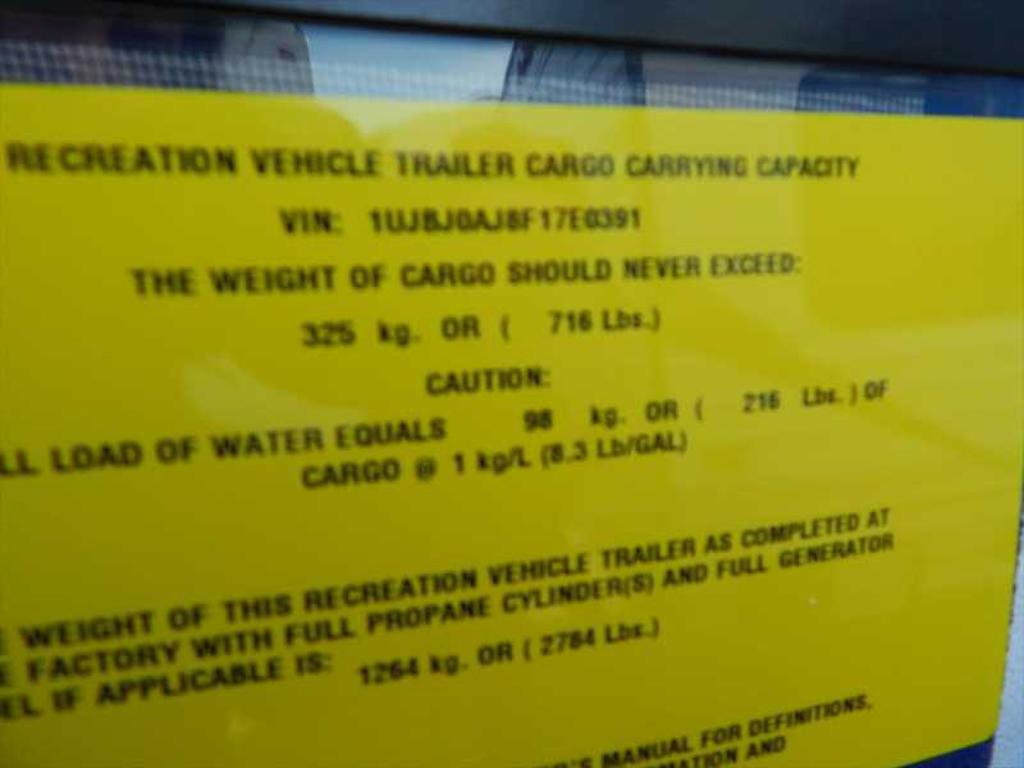 RECREATION VEHICLE TRAILER CARGO CARRYING CAPACITY
VIN: 1UJBJ0AJ8F17E0391
THE WEIGHT OF CARGO SHOULD NEVER EXCEED:
325 kg. OR ( 716 Lbs.)
CAUTION:
LL LOAD OF WATER EQUALS 98 kg. OR ( 216 Lbs. ) OF
CARGO @ 1 kg/L (8.3 Lb/GAL)
E WEIGHT OF THIS RECREATION VEHICLE TRAILER AS COMPLETED AT
E FACTORY WITH FULL PROPANE CYLINDER(S) AND FULL GENERATOR
EL IF APPLICABLE IS: 1264 kg. OR ( 2784 Lbs.)
'S MANUAL FOR DEFINITIONS,
AND